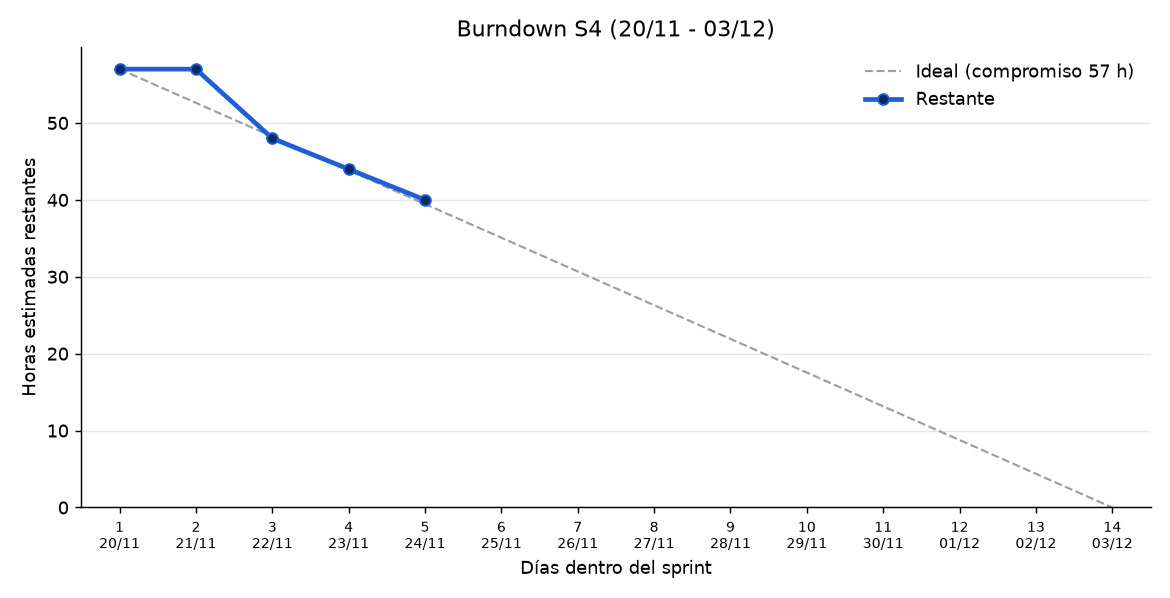 Burndown S4 (20/11 - 03/12)
Ideal (compromiso 57 h)
Restante
Horas estimadas restantes
50
40
30
20
10
0
1 2 3 4 5 6 7 8 9 10 11 12 13 14
20/11 21/11 22/11 23/11 24/11 25/11 26/11 27/11 28/11 29/11 30/11 01/12 02/12 03/12
Días dentro del sprint